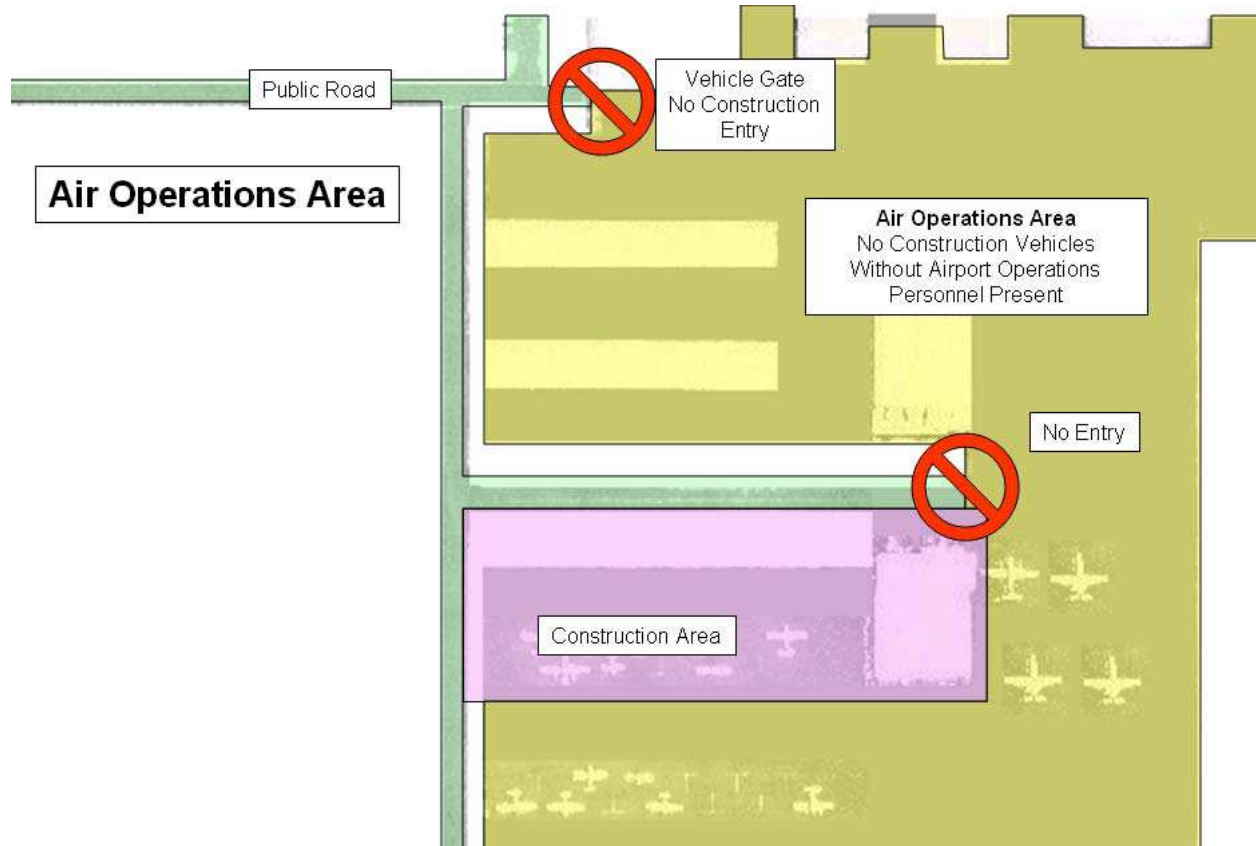 Public Road
Vehicle Gate
No Construction
Entry
Air Operations Area
Air Operations Area
No Construction Vehicles
Without Airport Operations
Personnel Present
No Entry
Construction Area